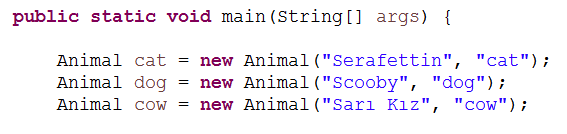 public static void main(String[] args) {
Animal cat = new Animal("Serafettin", "cat");
Animal dog = new Animal("Scooby", "dog");
Animal cow = new Animal("Sarı Kız", "cow");